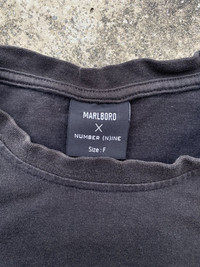 MARLBORO
X
NUMBER (N)INE
Size : F